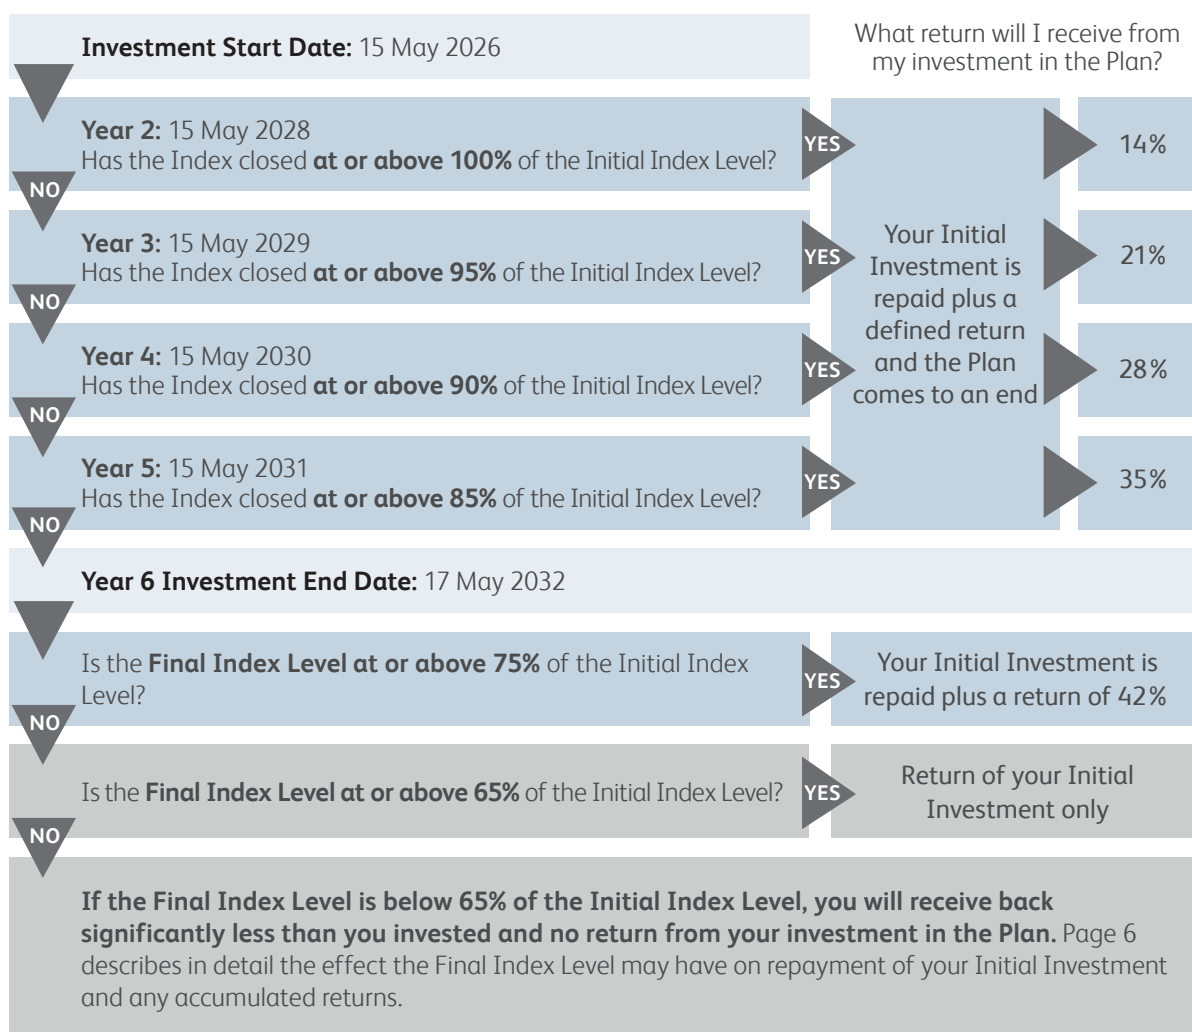 Investment Start Date: 15 May 2026
What return will I receive from
my investment in the Plan?
Year 2: 15 May 2028
Has the Index closed at or above 100% of the Initial Index Level?
YES
14%
NO
Year 3: 15 May 2029
Has the Index closed at or above 95% of the Initial Index Level?
YES
21%
NO
Year 4: 15 May 2030
Has the Index closed at or above 90% of the Initial Index Level?
YES
28%
NO
Year 5: 15 May 2031
Has the Index closed at or above 85% of the Initial Index Level?
YES
35%
NO
Your Initial
Investment is
repaid plus a
defined return
and the Plan
comes to an end
Year 6 Investment End Date: 17 May 2032
Is the Final Index Level at or above 75% of the Initial Index
Level?
YES
Your Initial Investment is
repaid plus a return of 42%
NO
Is the Final Index Level at or above 65% of the Initial Index Level?
YES
Return of your Initial
Investment only
NO
If the Final Index Level is below 65% of the Initial Index Level, you will receive back
significantly less than you invested and no return from your investment in the Plan. Page 6
describes in detail the effect the Final Index Level may have on repayment of your Initial Investment
and any accumulated returns.